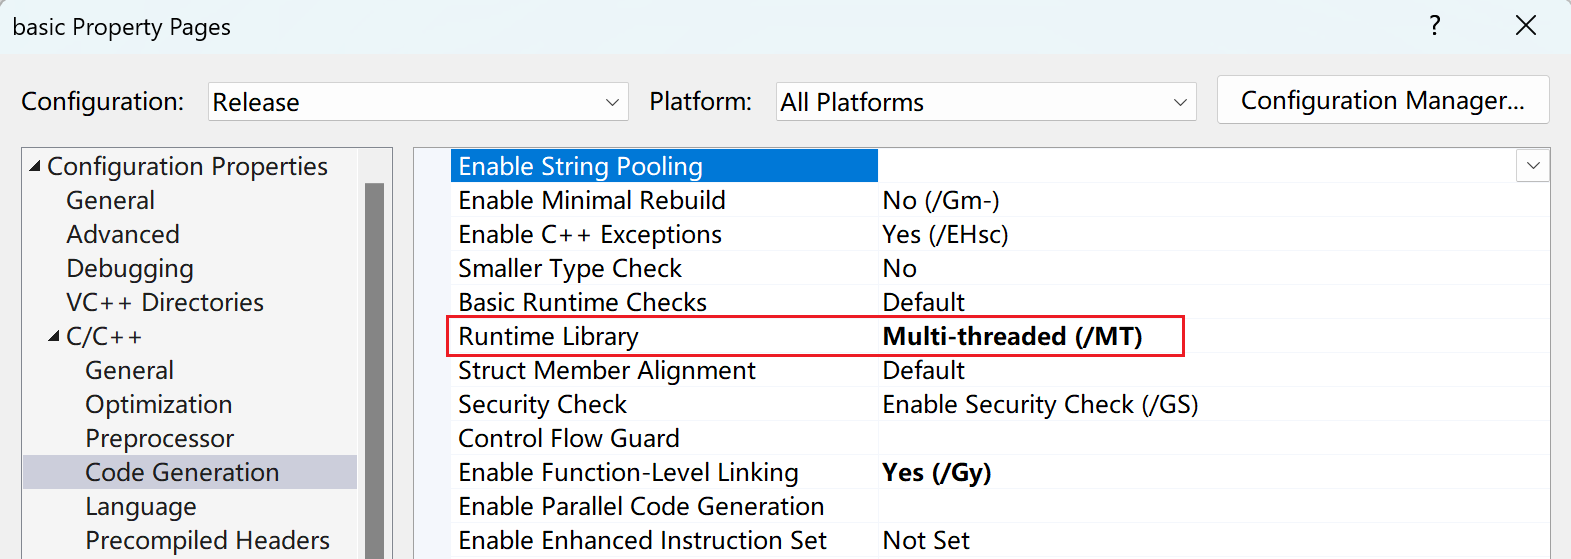 basic Property Pages ?
Configuration: Release Platform: All Platforms Configuration Manager...
Configuration Properties
General
Advanced
Debugging
VC++ Directories
C/C++
General
Optimization
Preprocessor
Code Generation
Language
Precompiled Headers
Enable String Pooling
Enable Minimal Rebuild No (/Gm-)
Enable C++ Exceptions Yes (/EHsc)
Smaller Type Check No
Basic Runtime Checks Default
Runtime Library Multi-threaded (/MT)
Struct Member Alignment Default
Security Check Enable Security Check (/GS)
Control Flow Guard
Enable Function-Level Linking Yes (/Gy)
Enable Parallel Code Generation
Enable Enhanced Instruction Set Not Set